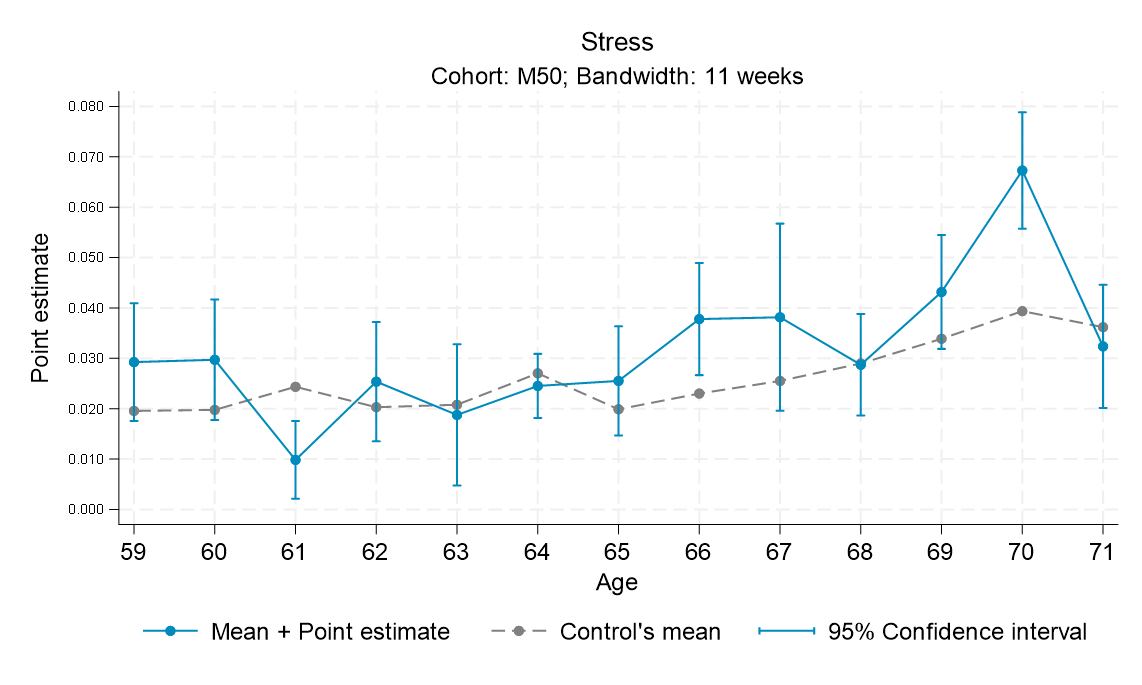 Stress
Cohort: M50; Bandwidth: 11 weeks
Point estimate
0.080
0.070
0.060
0.050
0.040
0.030
0.020
0.010
0.000
59 60 61 62 63 64 65 66 67 68 69 70 71
Age
Mean + Point estimate Control's mean 95% Confidence interval